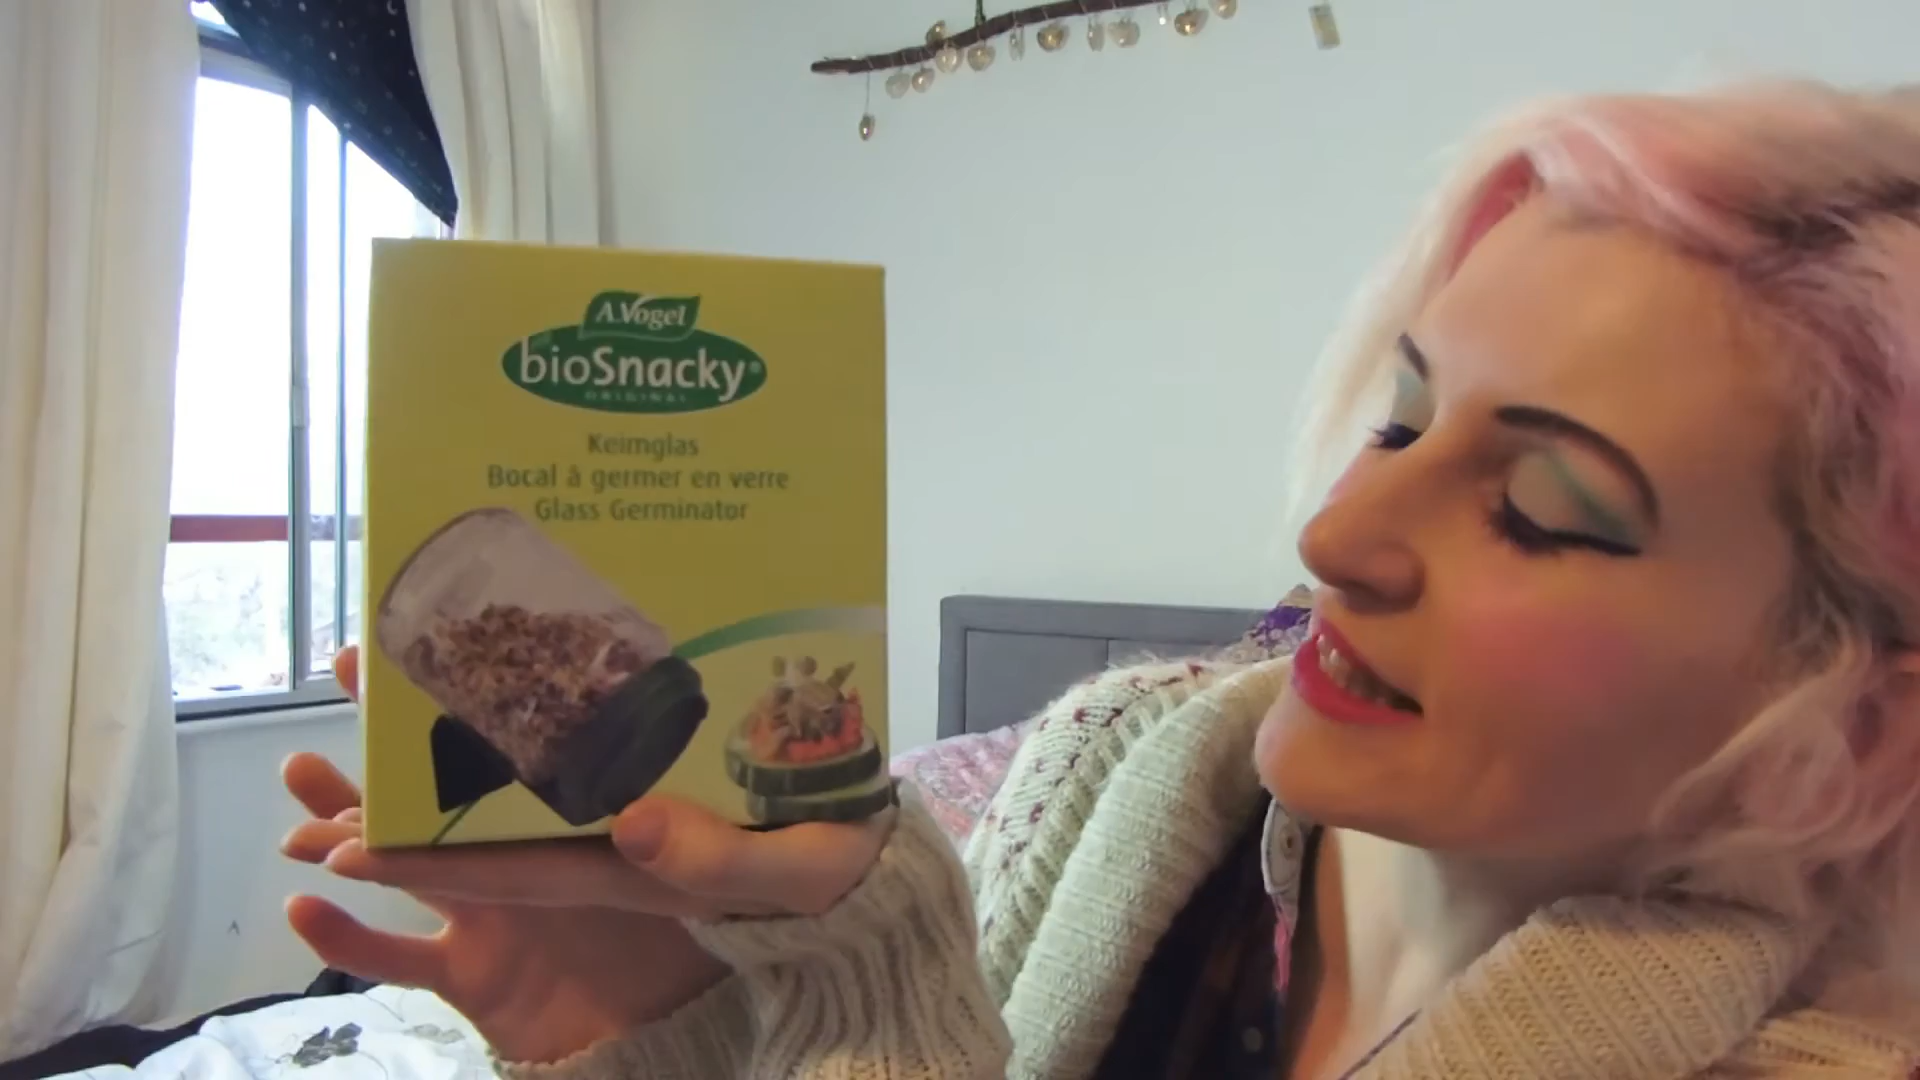 A.Vogel
bioSnacky®
ORIGINAL
Keimglas
Bocal à germer en verre
Glass Germinator